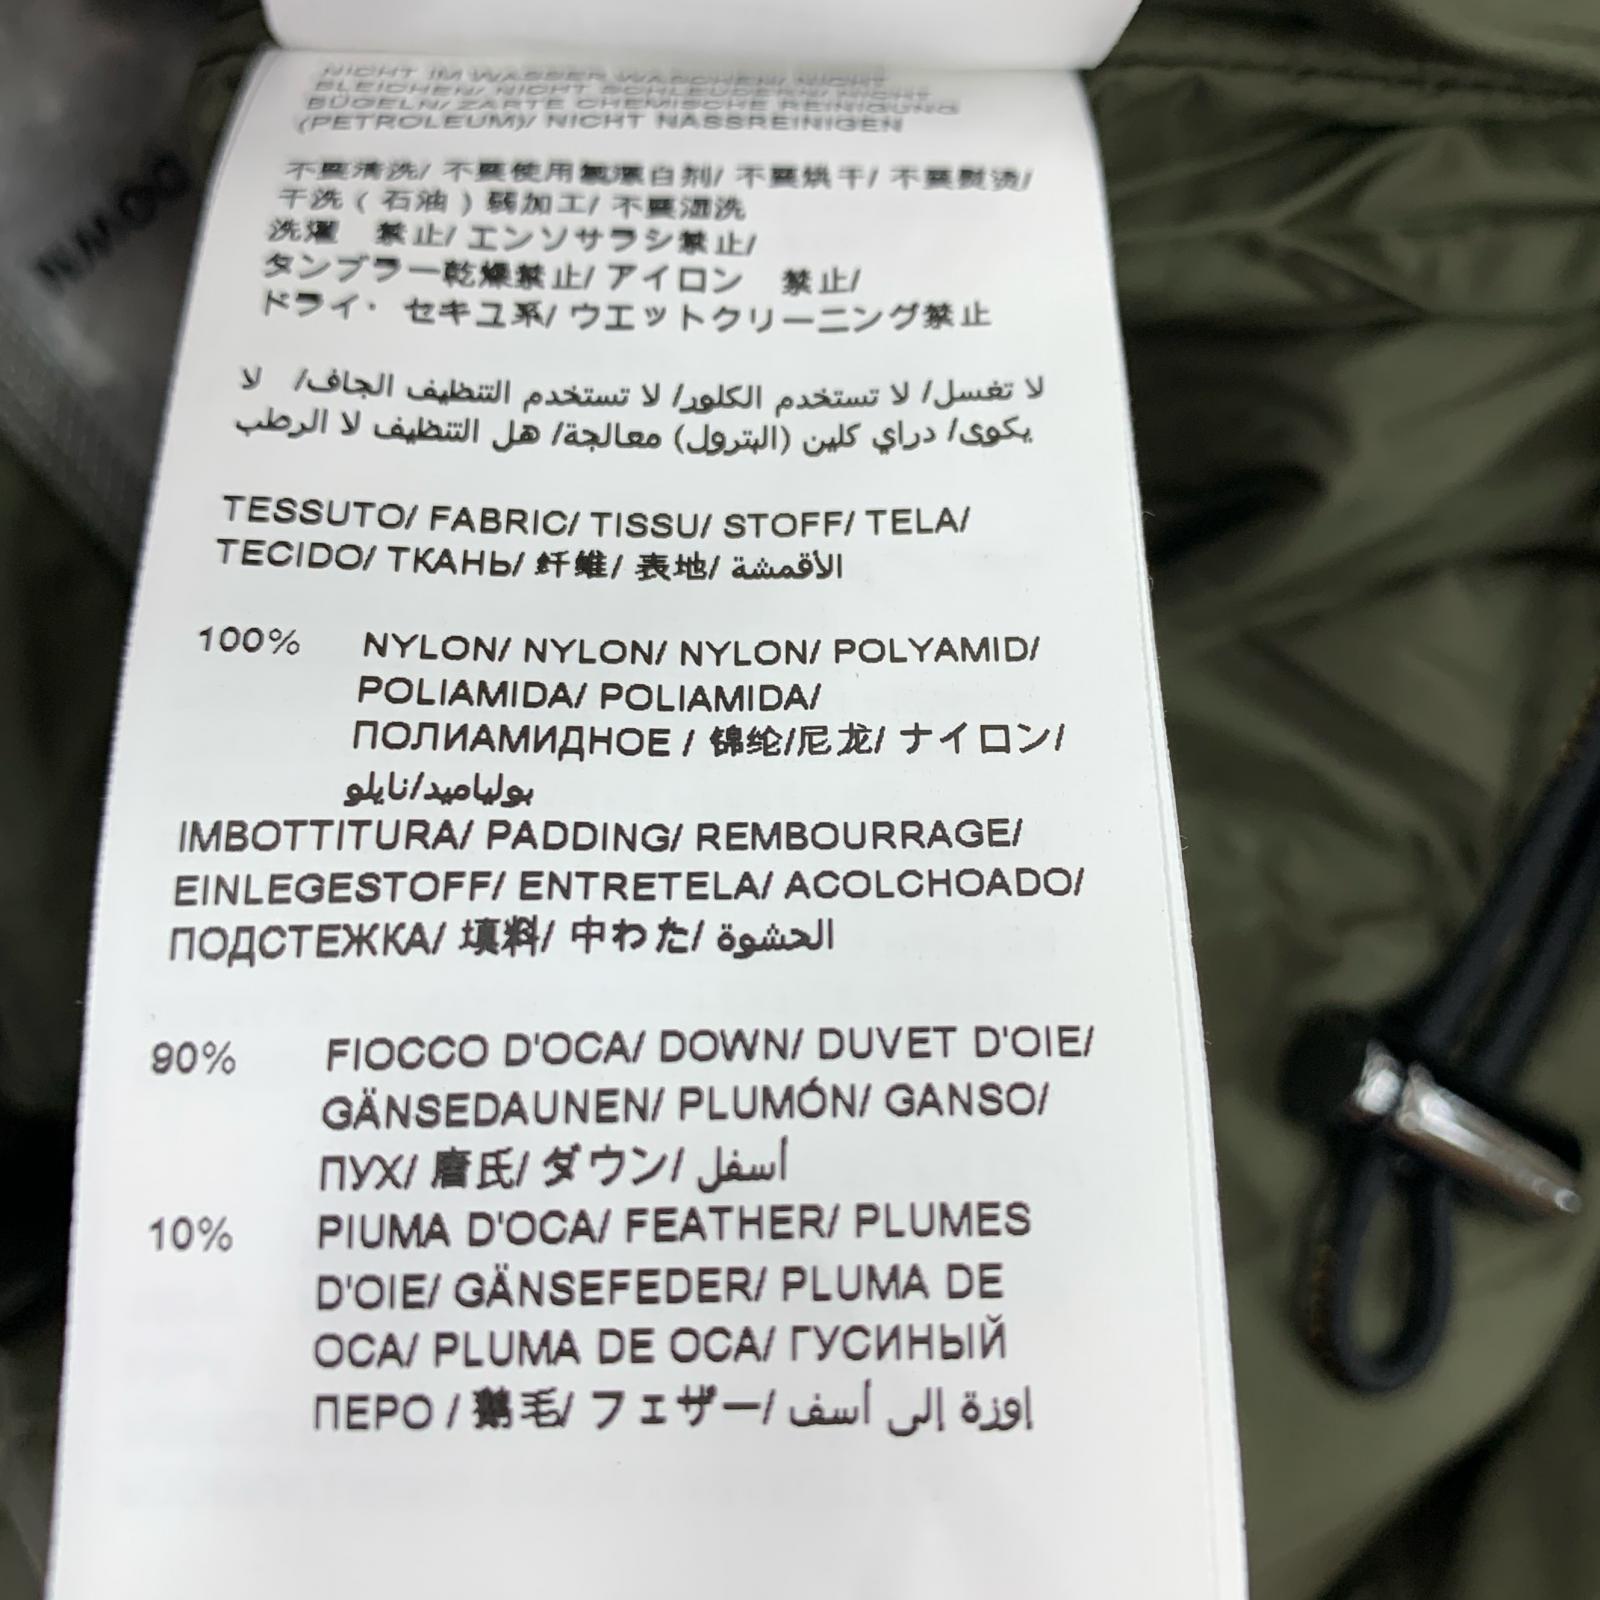 NICHT IM WASSER WASCHEN/ NICHT
BLEICHEN/ NICHT SCHLEUDERN/ NICHT
BÜGELN/ ZARTE CHEMISCHE REINIGUNG
(PETROLEUM)/ NICHT NASSREINIGEN
不要清洗/ 不要使用氯漂白剂/ 不要烘干/ 不要熨烫/
干洗 ( 石油 ) 弱加工/ 不要湿洗
洗濯 禁止/ エンソサラシ禁止/
タンブラー乾燥禁止/ アイロン 禁止/
ドライ· セキユ系/ ウエットクリーニング禁止
لا تغسل/ لا تستخدم الكلور/ لا تستخدم التنظيف الجاف/ لا
يكوى/ دراي كلين (البترول) معالجة/ هل التنظيف لا الرطب
TESSUTO/ FABRIC/ TISSU/ STOFF/ TELA/
TECIDO/ ТКАНЬ/ 纤维/ 表地/ الأقمشة
100% NYLON/ NYLON/ NYLON/ POLYAMID/
POLIAMIDA/ POLIAMIDA/
ПОЛИАМИДНОЕ / 锦纶/尼龙/ ナイロン/
بولياميد/نايلو
IMBOTTITURA/ PADDING/ REMBOURRAGE/
EINLEGESTOFF/ ENTRETELA/ ACOLCHOADO/
ПОДСТЕЖКА/ 填料/ 中わた/ الحشوة
90% FIOCCO D'OCA/ DOWN/ DUVET D'OIE/
GÄNSEDAUNEN/ PLUMÓN/ GANSO/
ПУХ/ 唐氏/ ダウン/ أسفل
10% PIUMA D'OCA/ FEATHER/ PLUMES
D'OIE/ GÄNSEFEDER/ PLUMA DE
OCA/ PLUMA DE OCA/ ГУСИНЫЙ
ПЕРО / 鹅毛/ フェザー/ إوزة إلى أسف